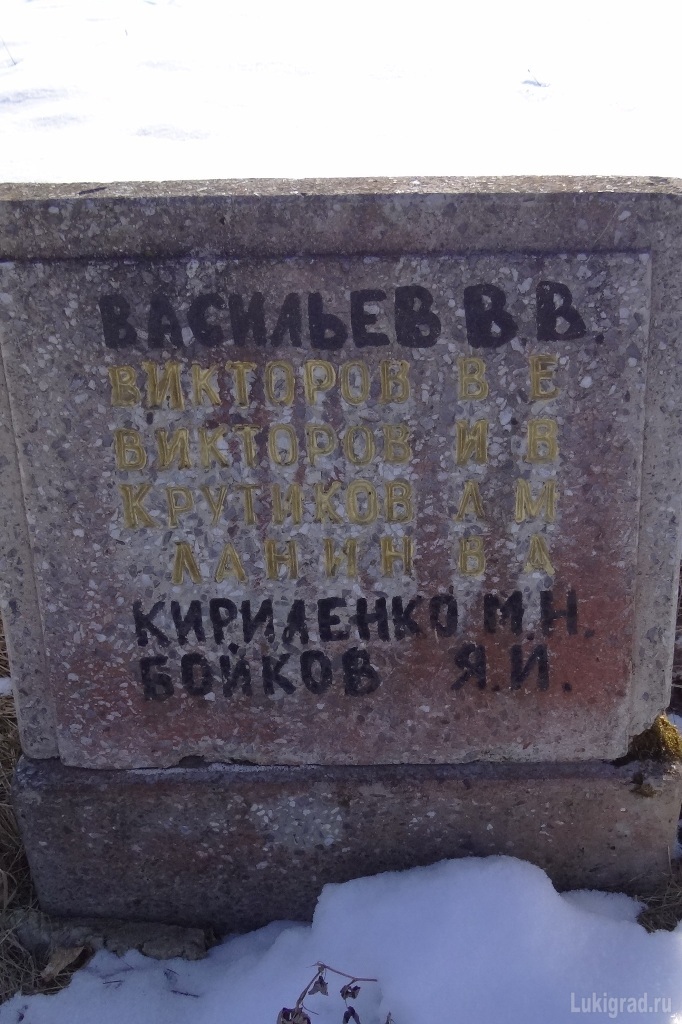 ВАСИЛЬЕВ В.В.
ВИКТОРОВ В Е
ВИКТОРОВ И В
КРУТИКОВ А М
ЛАНИН В А
КИРИЛЕНКО М.Н.
БОЙКОВ Я.И.
Lukigrad.ru